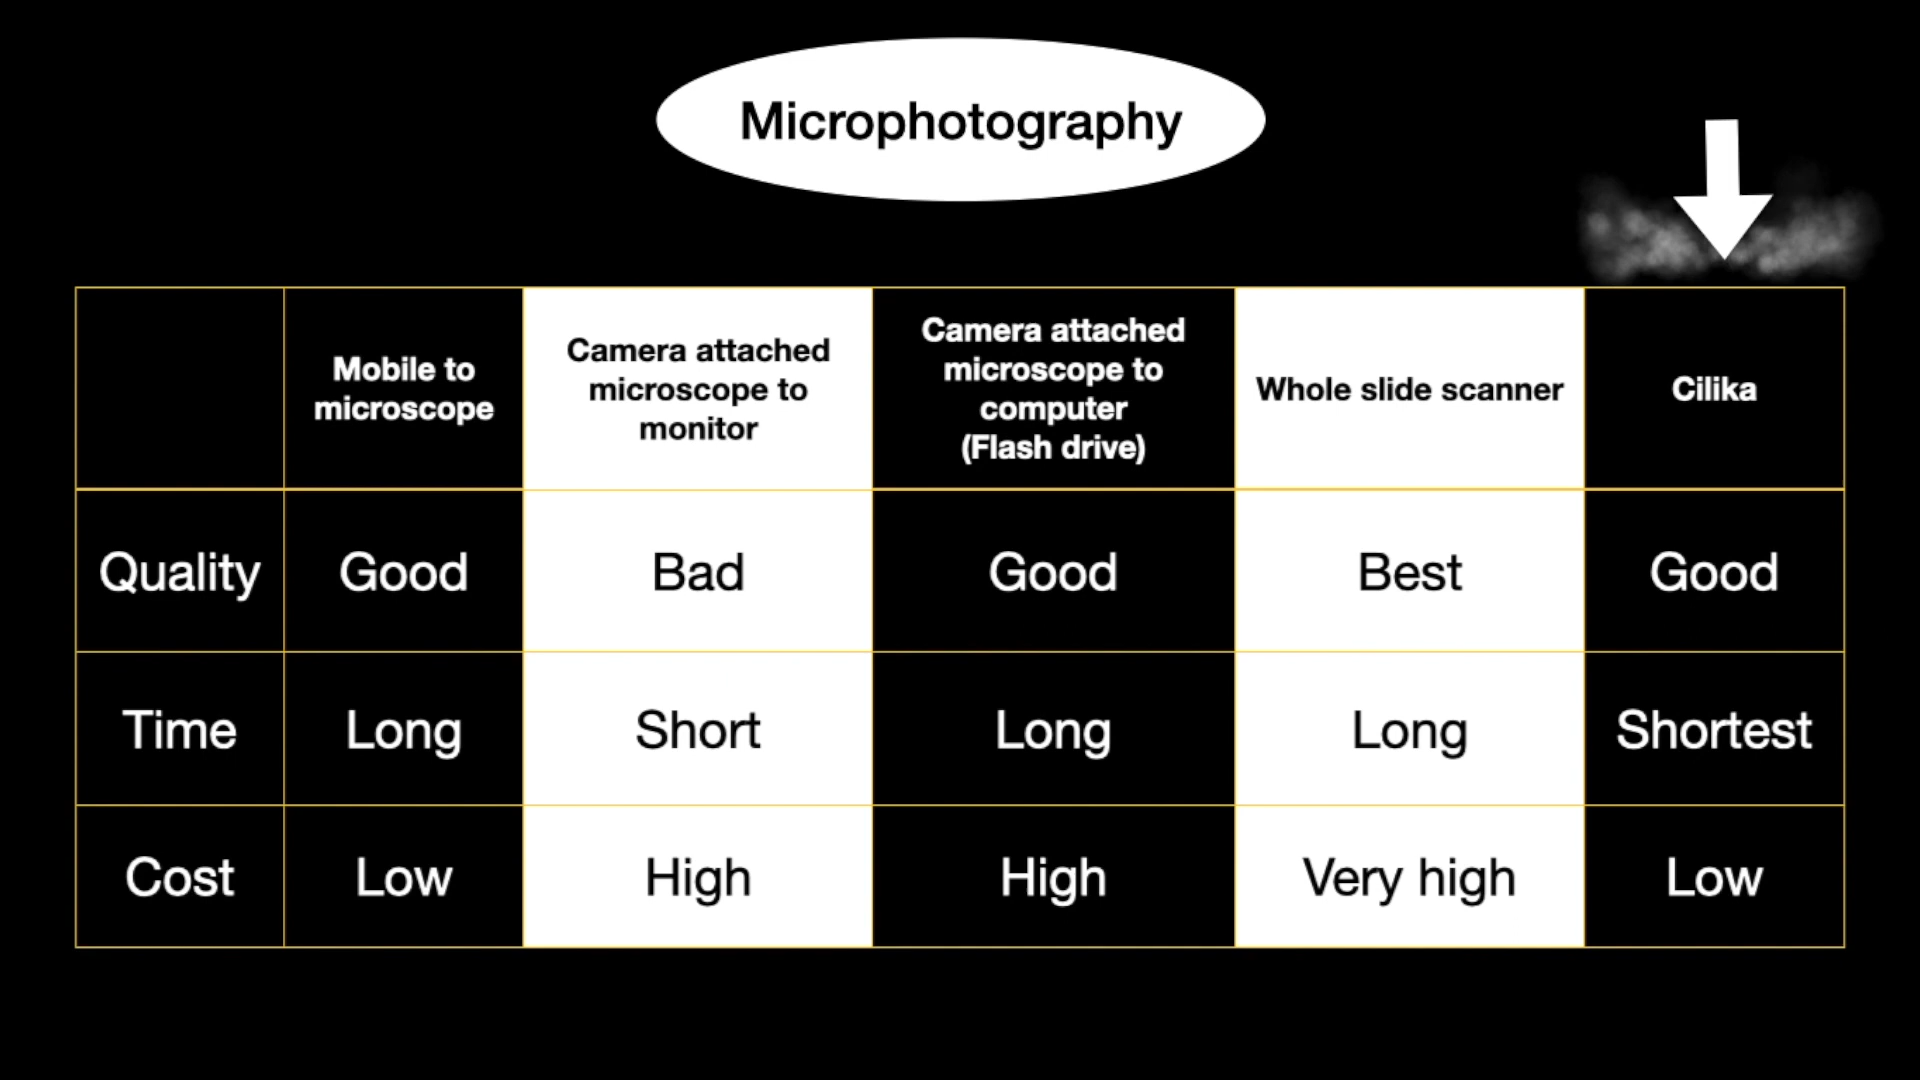 Microphotography
Mobile to
microscope
Camera attached
microscope to
monitor
Camera attached
microscope to
computer
(Flash drive)
Whole slide scanner
Cilika
Quality Good Bad Good Best Good
Time Long Short Long Long Shortest
Cost Low High High Very high Low